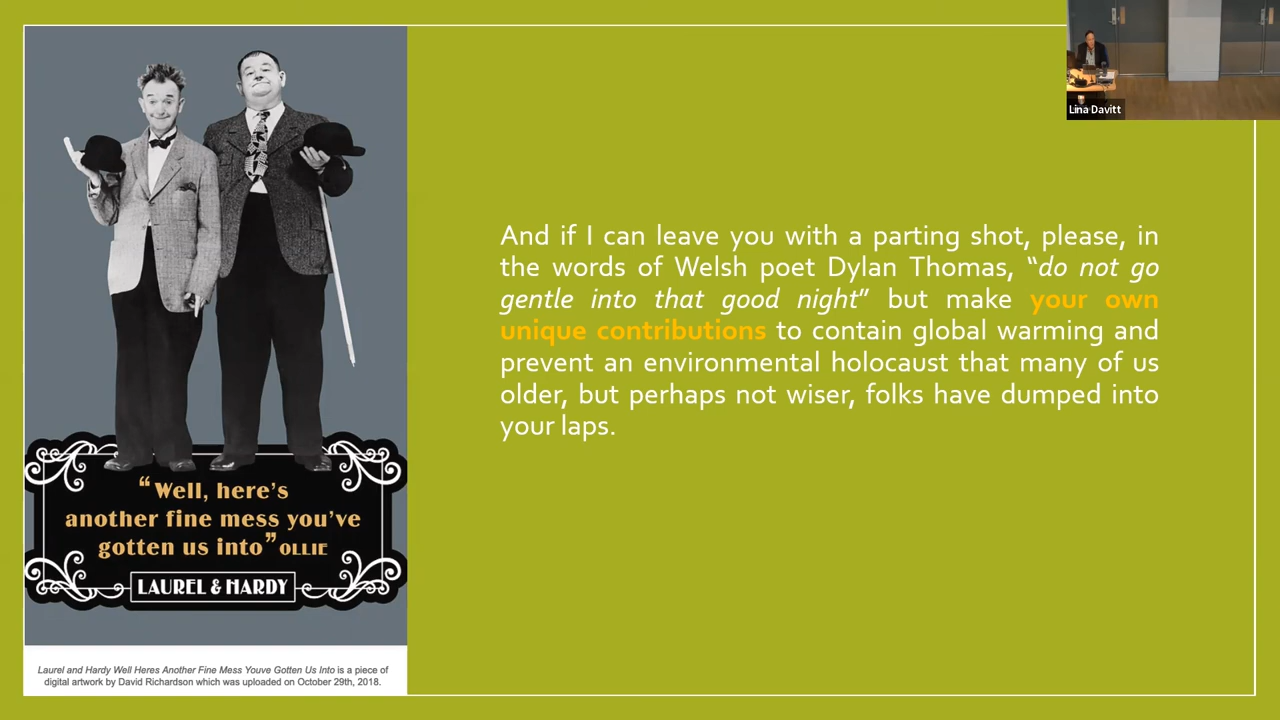 Lina Davitt
And if I can leave you with a parting shot, please, in
the words of Welsh poet Dylan Thomas, “do not go
gentle into that good night” but make your own
unique contributions to contain global warming and
prevent an environmental holocaust that many of us
older, but perhaps not wiser, folks have dumped into
your laps.
“Well, here’s
another fine mess you’ve
gotten us into” OLLIE
LAUREL & HARDY
Laurel and Hardy Well Heres Another Fine Mess Youve Gotten Us Into is a piece of
digital artwork by David Richardson which was uploaded on October 29th, 2018.